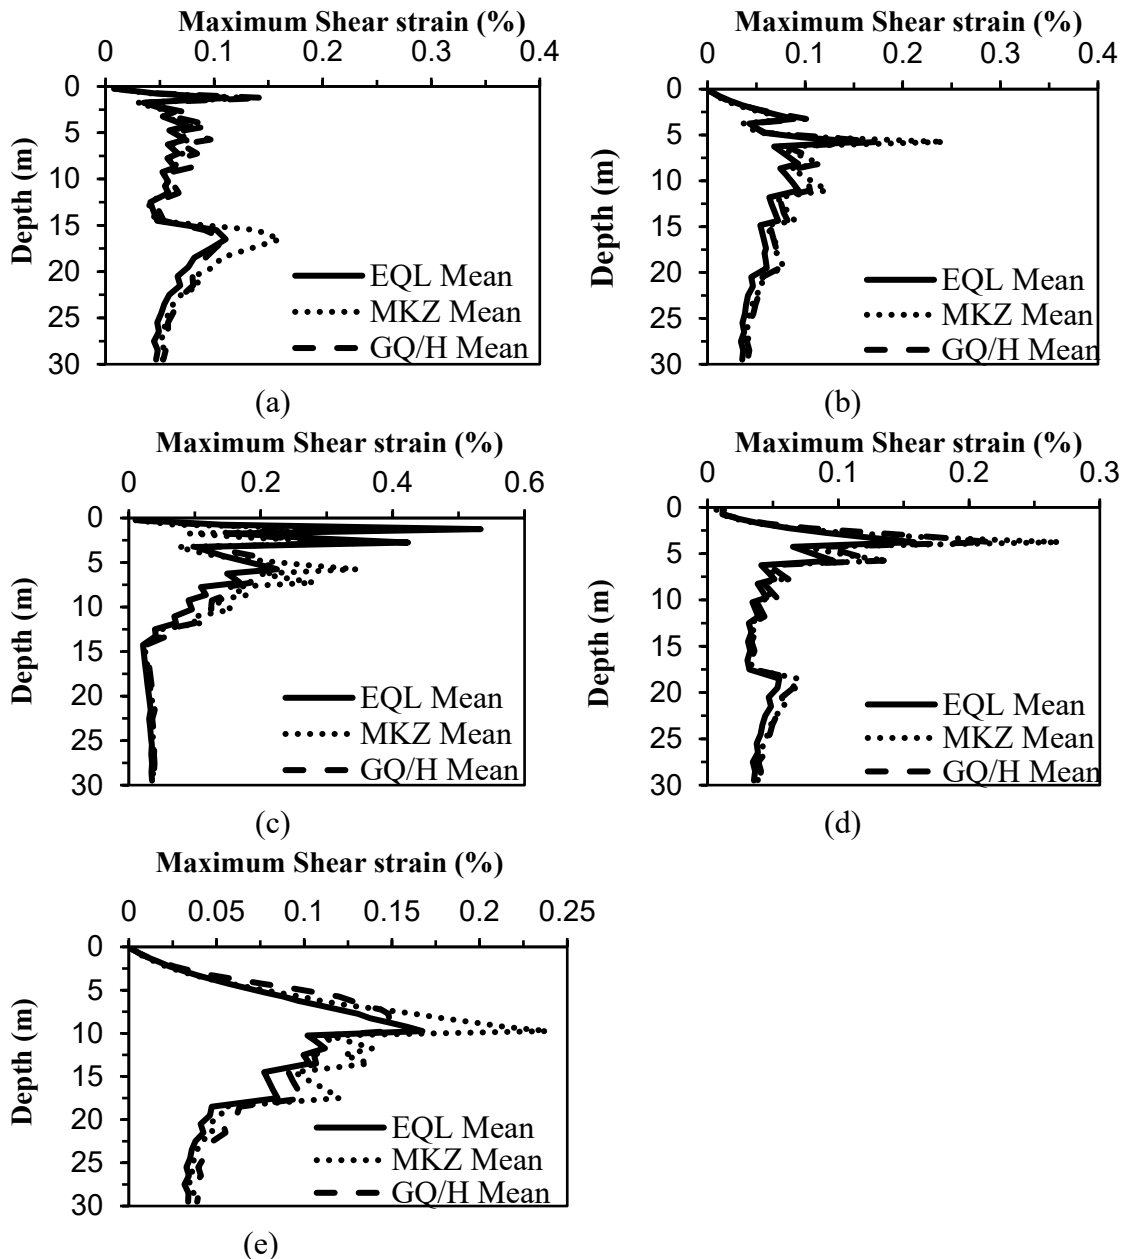 Maximum Shear strain (%)
0 0.1 0.2 0.3 0.4
0
5
10
15
20
25
30
Depth (m)
EQL Mean
MKZ Mean
GQ/H Mean
(a)
Maximum Shear strain (%)
0 0.1 0.2 0.3 0.4
0
5
10
15
20
25
30
Depth (m)
EQL Mean
MKZ Mean
GQ/H Mean
(b)
Maximum Shear strain (%)
0 0.2 0.4 0.6
0
5
10
15
20
25
30
Depth (m)
EQL Mean
MKZ Mean
GQ/H Mean
(c)
Maximum Shear strain (%)
0 0.1 0.2 0.3
0
5
10
15
20
25
30
Depth (m)
EQL Mean
MKZ Mean
GQ/H Mean
(d)
Maximum Shear strain (%)
0 0.05 0.1 0.15 0.2 0.25
0
5
10
15
20
25
30
Depth (m)
EQL Mean
MKZ Mean
GQ/H Mean
(e)